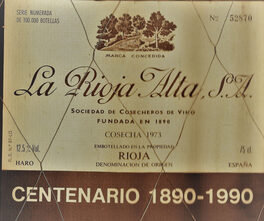 SERIE NUMERADA
DE 100.000 BOTELLAS
Nº 52870
MARCA CONCEDIDA
La Rioja Alta, S.A.
SOCIEDAD DE COSECHEROS DE VINO
FUNDADA EN 1890
COSECHA 1973
EMBOTELLADO EN LA PROPIEDAD
12,5% Vol. RIOJA 75 cl.
HARO DENOMINACION DE ORIGEN ESPAÑA
CENTENARIO 1890-1990